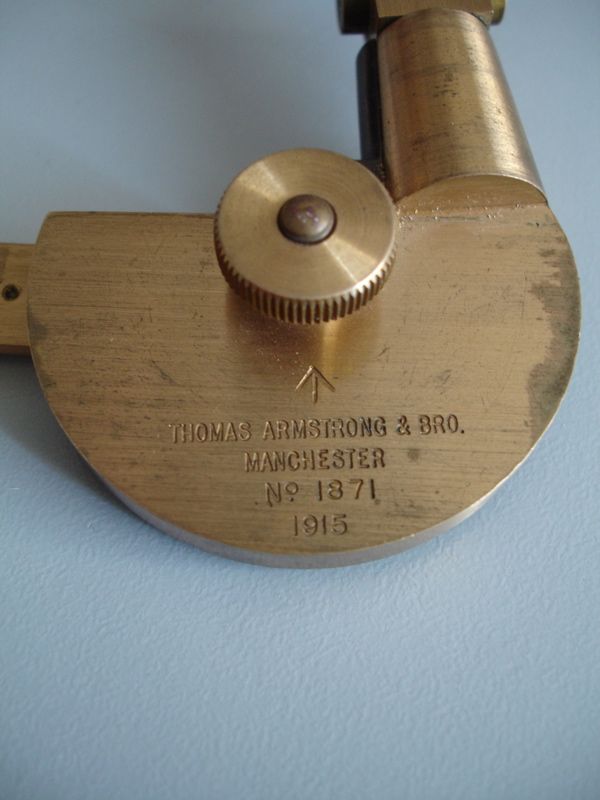 THOMAS ARMSTRONG & BRO.
MANCHESTER
Nº 1871
1915